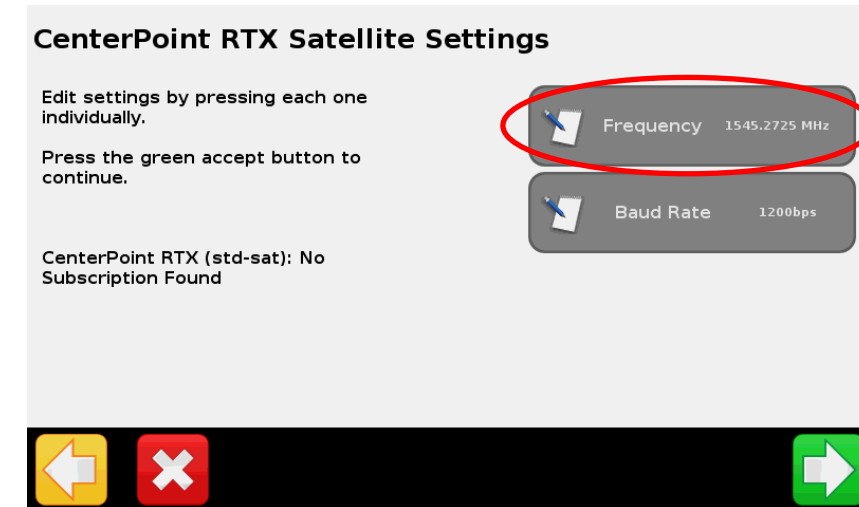 CenterPoint RTX Satellite Settings
Edit settings by pressing each one
individually.
Press the green accept button to
continue.
CenterPoint RTX (std-sat): No
Subscription Found
Frequency 1545.2725 MHz
Baud Rate 1200bps